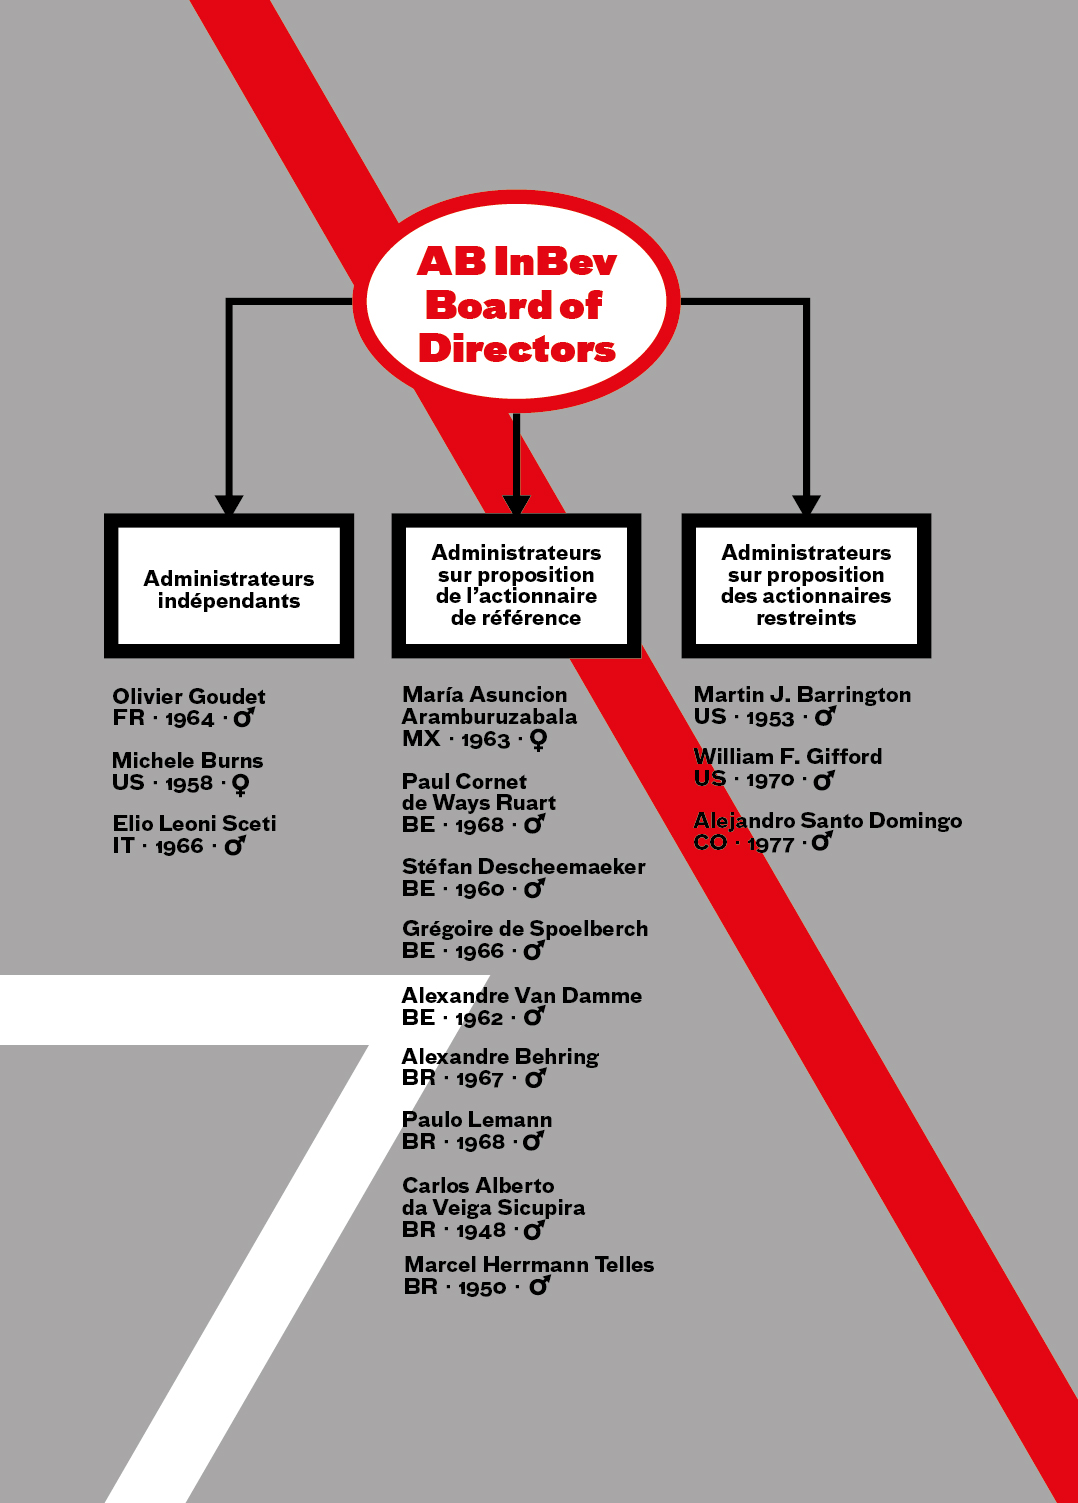 AB InBev
Board of
Directors
Administrateurs
indépendants
Olivier Goudet
FR · 1964 · ♂
Michele Burns
US · 1958 · ♀
Elio Leoni Sceti
IT · 1966 · ♂
Administrateurs
sur proposition
de l’actionnaire
de référence
María Asuncion
Aramburuzabala
MX · 1963 · ♀
Paul Cornet
de Ways Ruart
BE · 1968 · ♂
Stéfan Descheemaeker
BE · 1960 · ♂
Grégoire de Spoelberch
BE · 1966 · ♂
Alexandre Van Damme
BE · 1962 · ♂
Alexandre Behring
BR · 1967 · ♂
Paulo Lemann
BR · 1968 · ♂
Carlos Alberto
da Veiga Sicupira
BR · 1948 · ♂
Marcel Herrmann Telles
BR · 1950 · ♂
Administrateurs
sur proposition
des actionnaires
restreints
Martin J. Barrington
US · 1953 · ♂
William F. Gifford
US · 1970 · ♂
Alejandro Santo Domingo
CO · 1977 · ♂